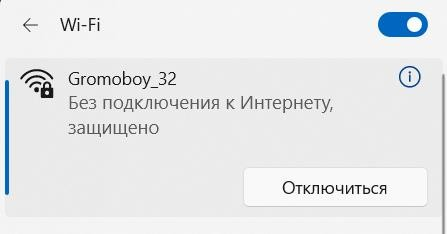 Wi-Fi
Gromoboy_32
Без подключения к Интернету,
защищено
Отключиться